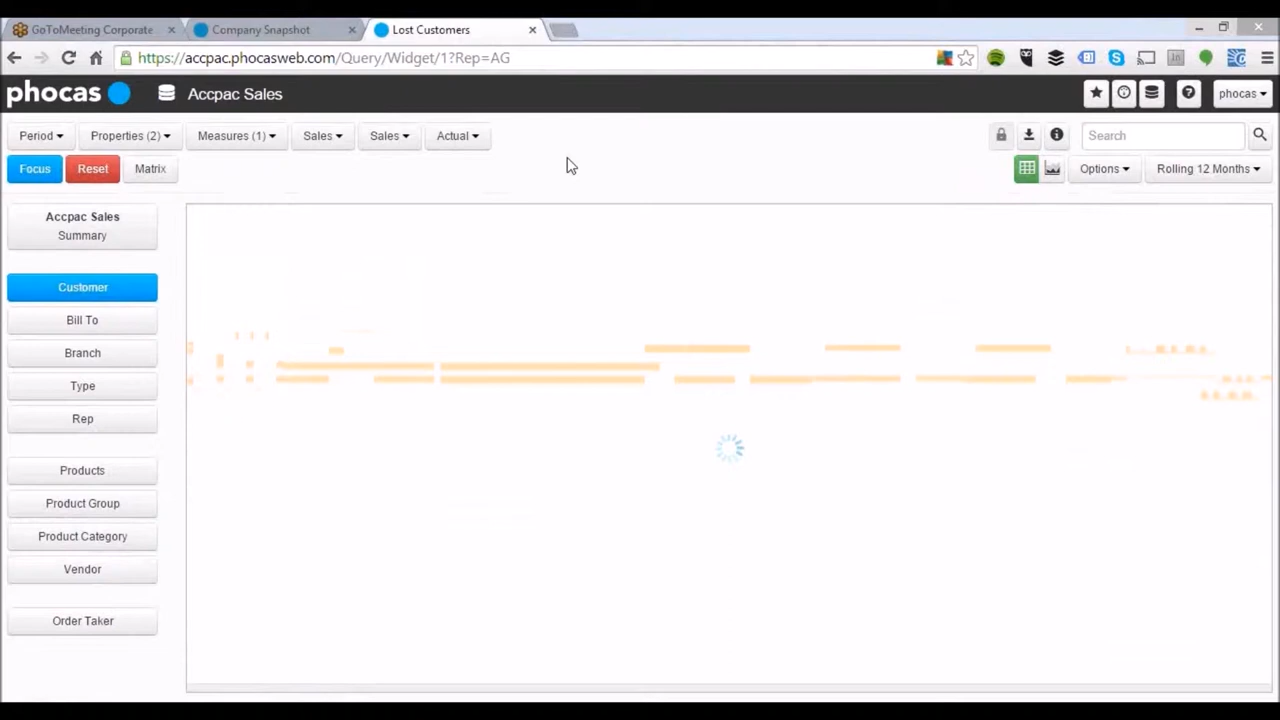 GoToMeeting Corporate
Company Snapshot
Lost Customers
https://accpac.phocasweb.com/Query/Widget/1?Rep=AG
phocas Accpac Sales phocas
Period Properties (2) Measures (1) Sales Sales Actual Search
Focus Reset Matrix Options Rolling 12 Months
Accpac Sales
Summary
Customer
Bill To
Branch
Type
Rep
Products
Product Group
Product Category
Vendor
Order Taker